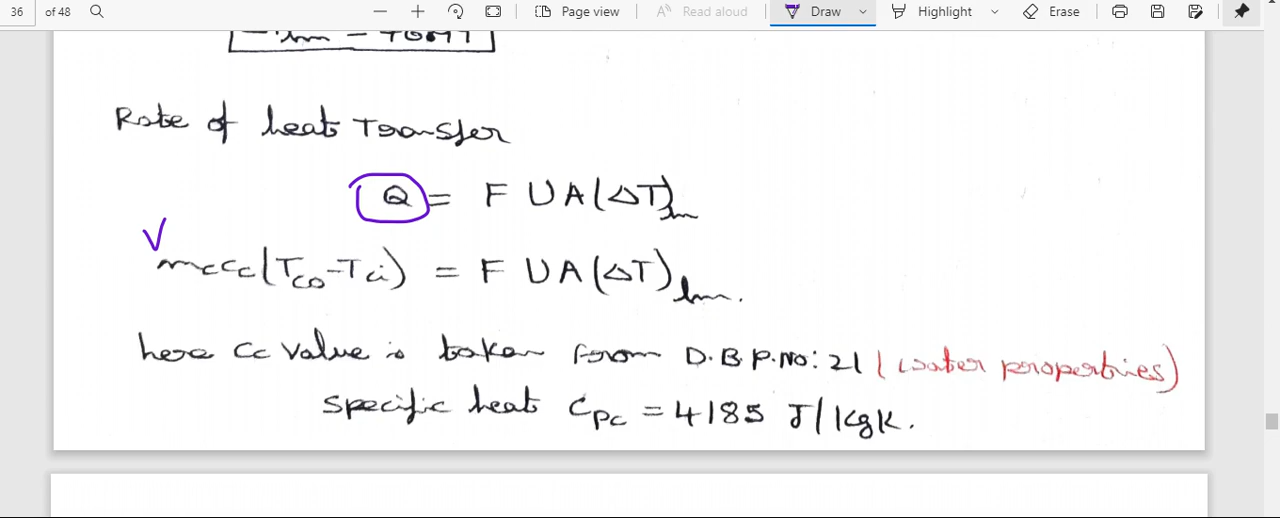 36 of 48 Page view Read aloud Draw Highlight Erase
Rate of heat Transfer
Q = F U A (ΔT)lm
mccc(Tco-Tci) = F U A (ΔT)lm.
here Cc Value is taken from D.B.P.No: 21 (water properties)
specific heat Cpc = 4185 J/kgK.